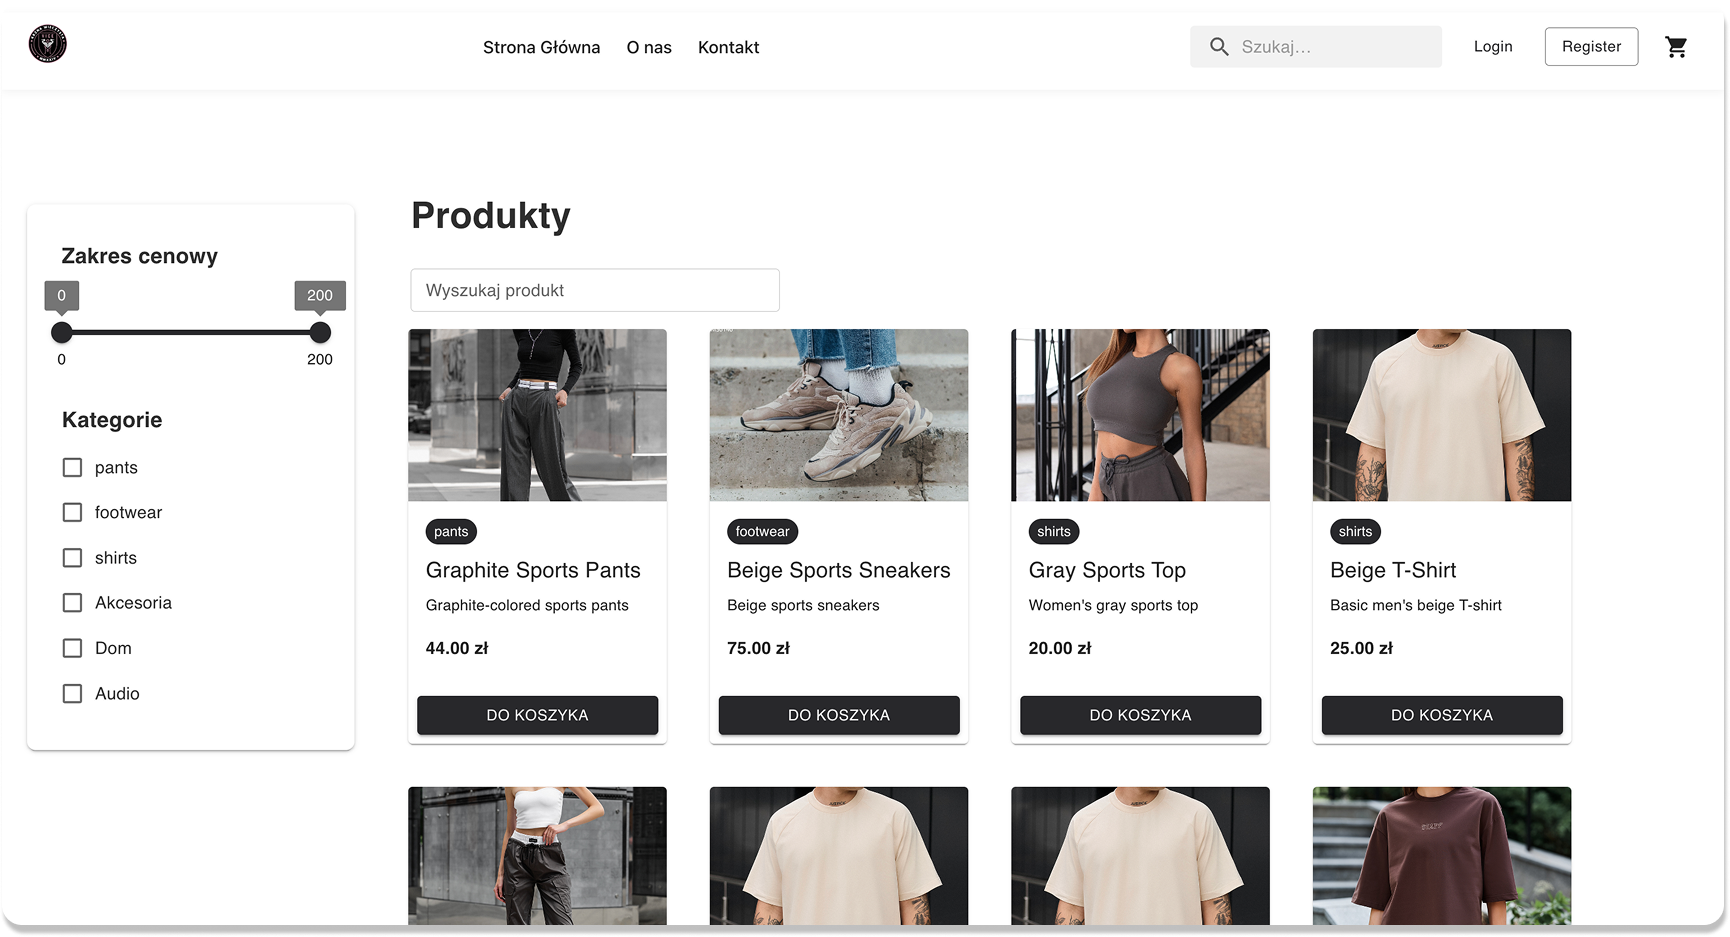 Strona Główna O nas Kontakt Szukaj... Login Register
Produkty
Zakres cenowy
0 200
0 200
Kategorie
pants
footwear
shirts
Akcesoria
Dom
Audio
Wyszukaj produkt
pants
Graphite Sports Pants
Graphite-colored sports pants
44.00 zł
DO KOSZYKA
footwear
Beige Sports Sneakers
Beige sports sneakers
75.00 zł
DO KOSZYKA
shirts
Gray Sports Top
Women's gray sports top
20.00 zł
DO KOSZYKA
shirts
Beige T-Shirt
Basic men's beige T-shirt
25.00 zł
DO KOSZYKA